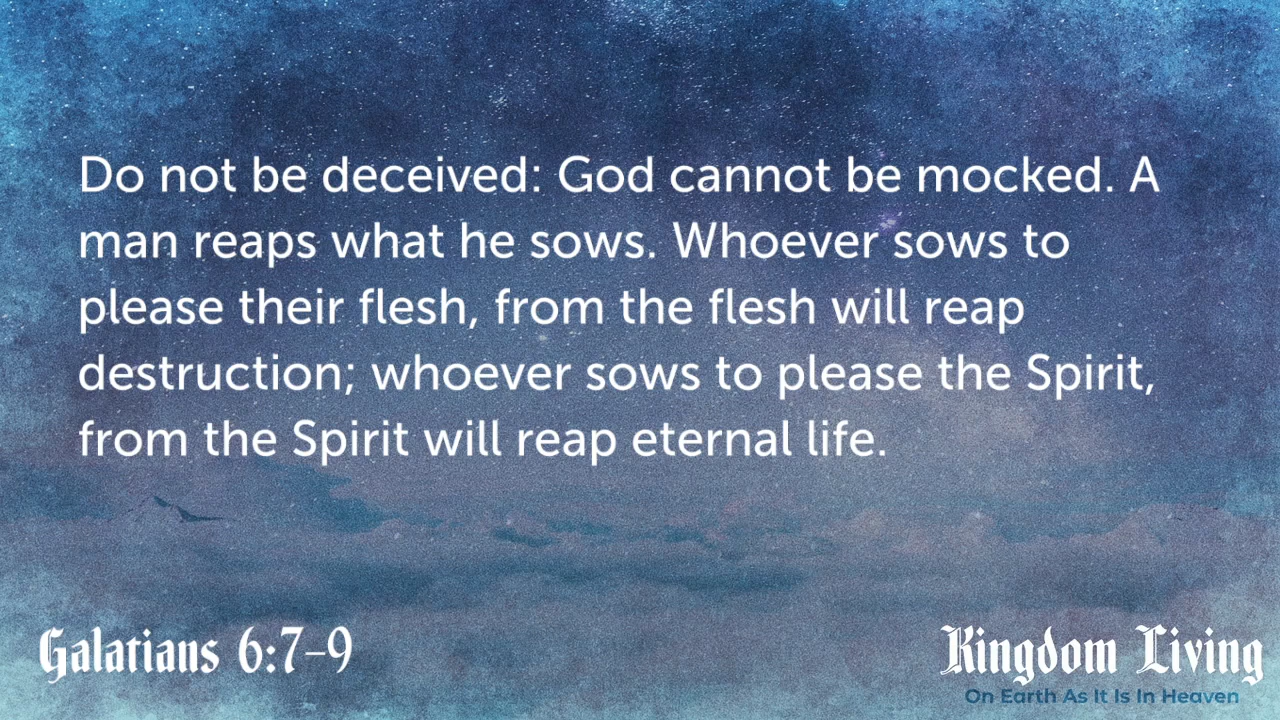 Do not be deceived: God cannot be mocked. A
man reaps what he sows. Whoever sows to
please their flesh, from the flesh will reap
destruction; whoever sows to please the Spirit,
from the Spirit will reap eternal life.
Galatians 6:7–9
Kingdom Living
On Earth As It Is In Heaven